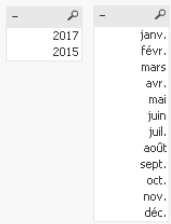 2017
2015
janv.
févr.
mars
avr.
mai
juin
juil.
août
sept.
oct.
nov.
déc.